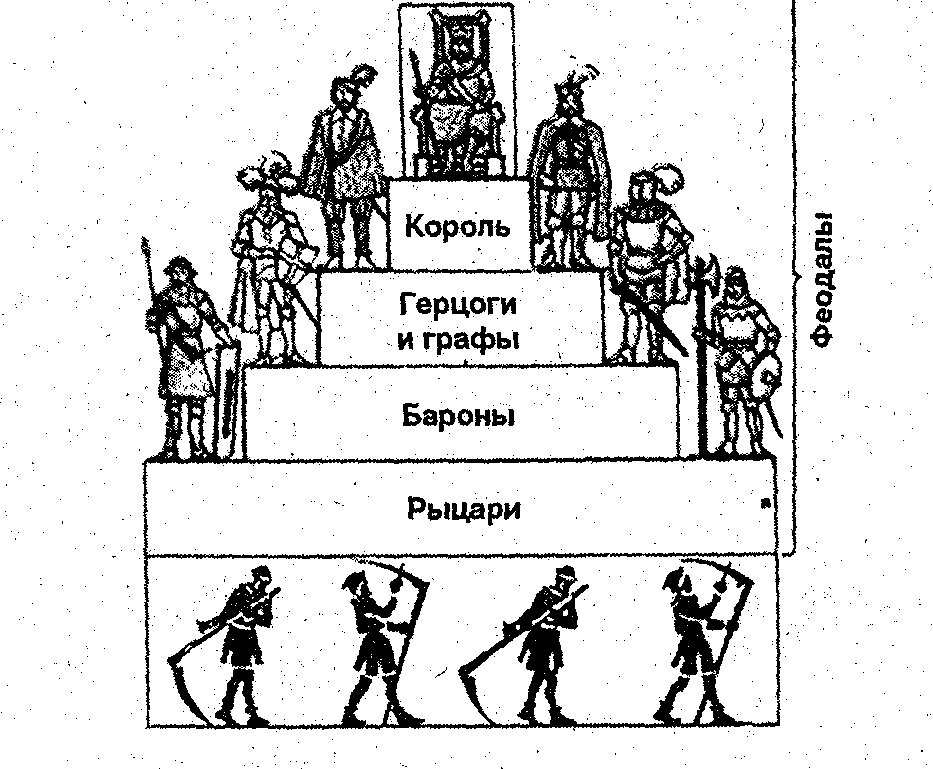 Король
Герцоги
и графы
Бароны
Рыцари
Феодалы